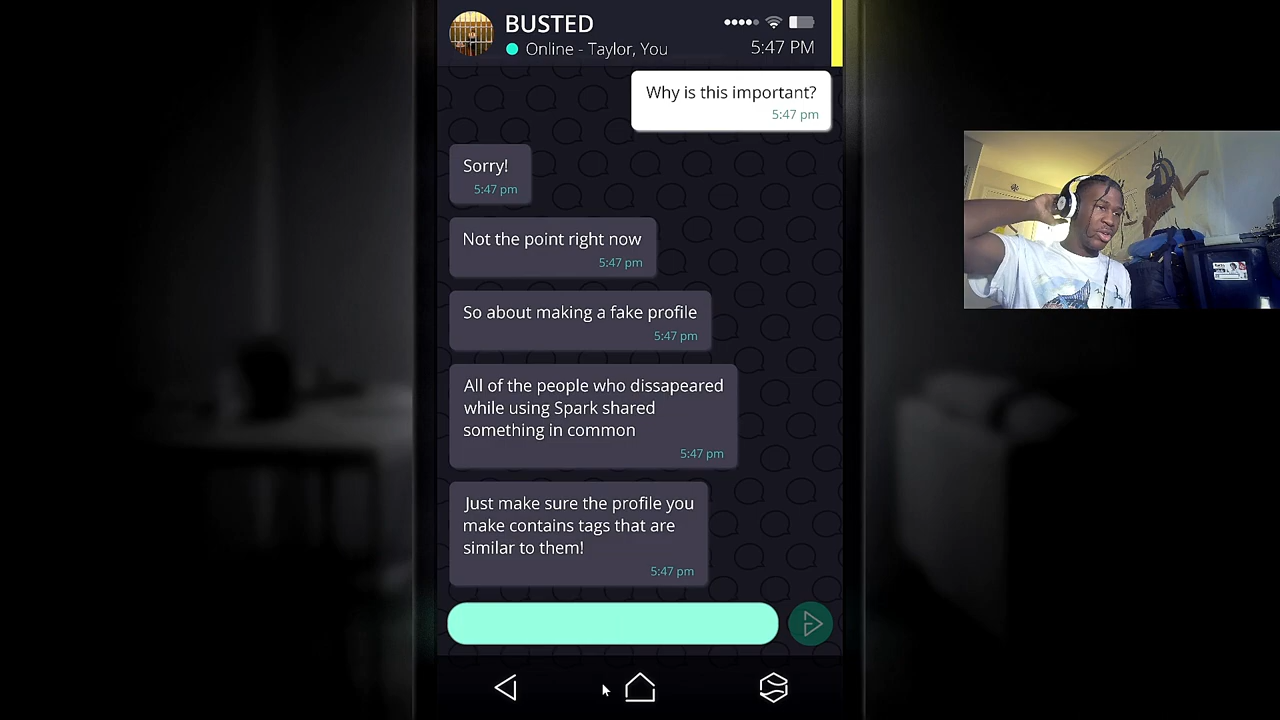 BUSTED
Online - Taylor, You
5:47 PM
Why is this important?
5:47 pm
Sorry!
5:47 pm
Not the point right now
5:47 pm
So about making a fake profile
5:47 pm
All of the people who dissapeared
while using Spark shared
something in common
5:47 pm
Just make sure the profile you
make contains tags that are
similar to them!
5:47 pm